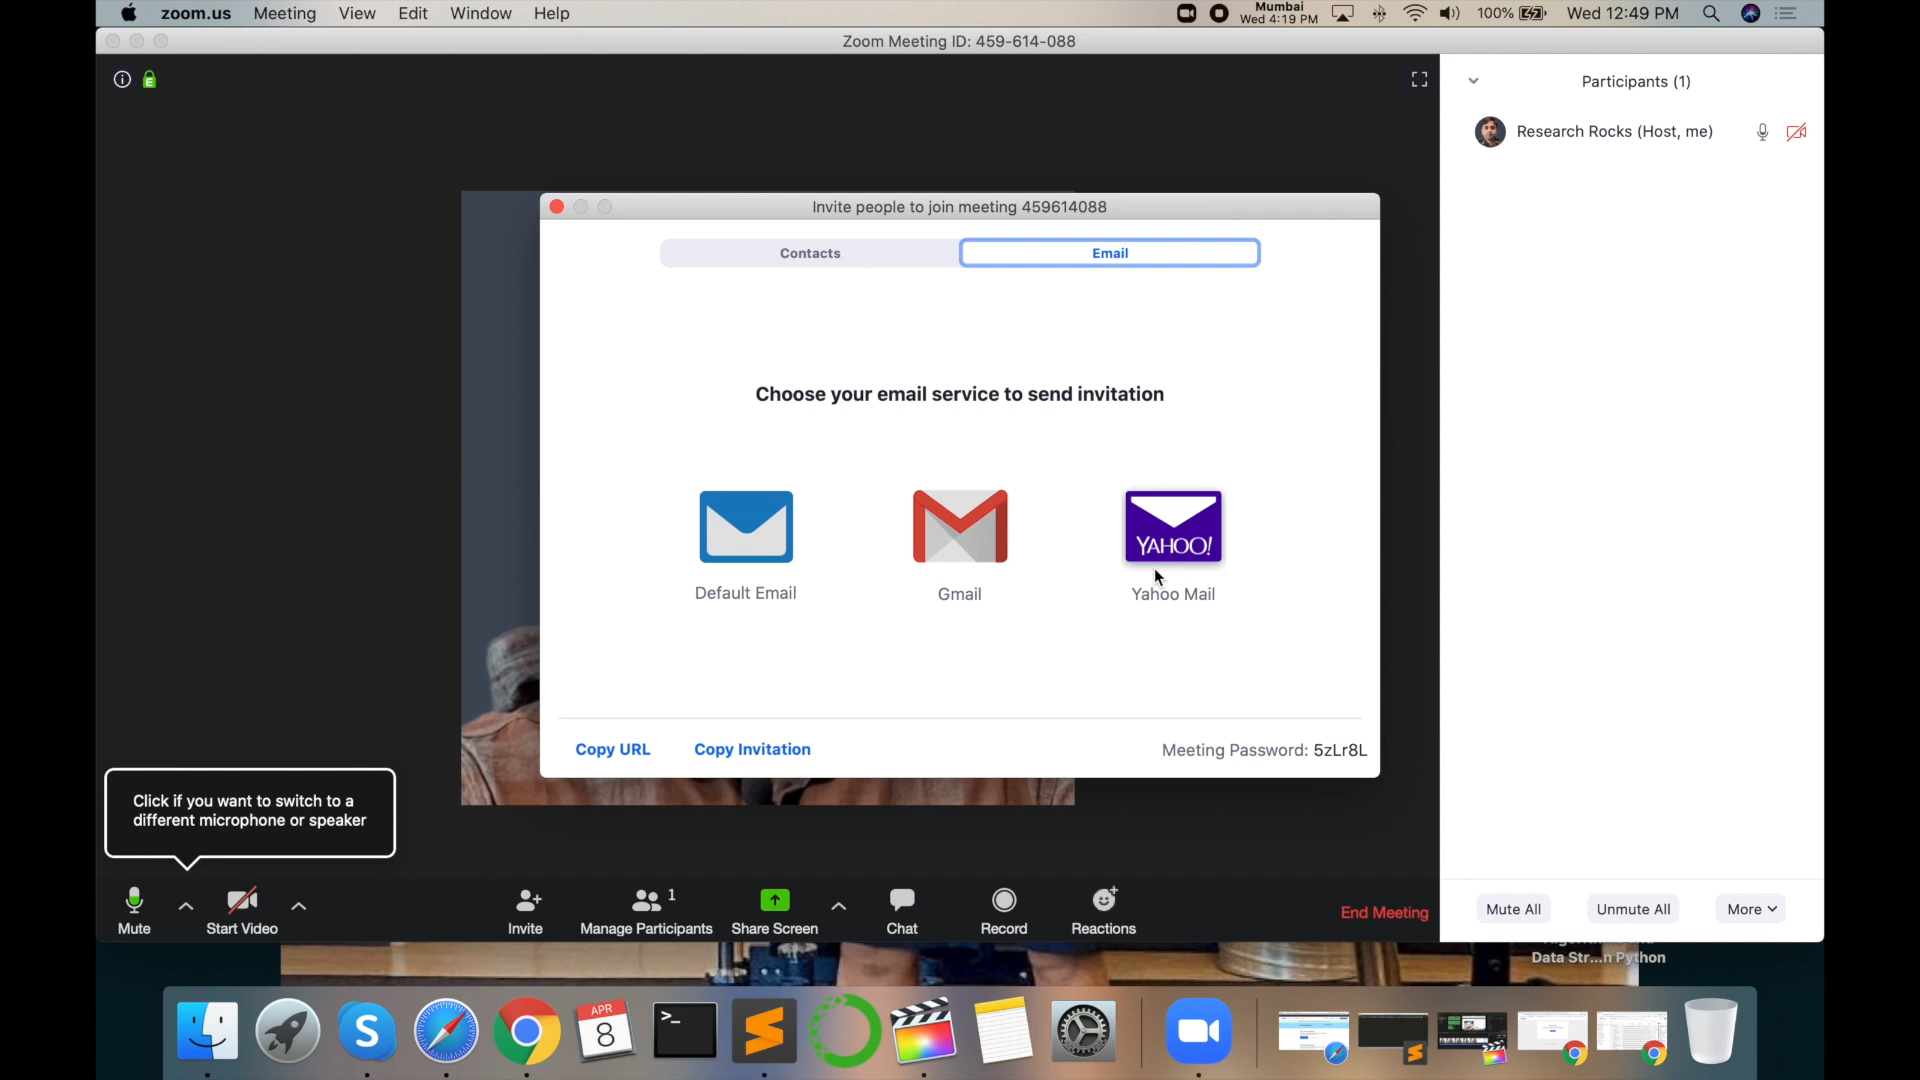 zoom.us Meeting View Edit Window Help
Mumbai
Wed 4:19 PM
100%
Wed 12:49 PM
Zoom Meeting ID: 459-614-088
Participants (1)
Research Rocks (Host, me)
Invite people to join meeting 459614088
Contacts
Email
Choose your email service to send invitation
YAHOO!
Default Email
Gmail
Yahoo Mail
Copy URL
Copy Invitation
Meeting Password: 5zLr8L
Click if you want to switch to a
different microphone or speaker
1
Mute
Start Video
Invite
Manage Participants
Share Screen
Chat
Record
Reactions
End Meeting
Mute All
Unmute All
More
Data Str...n Python
APR
8